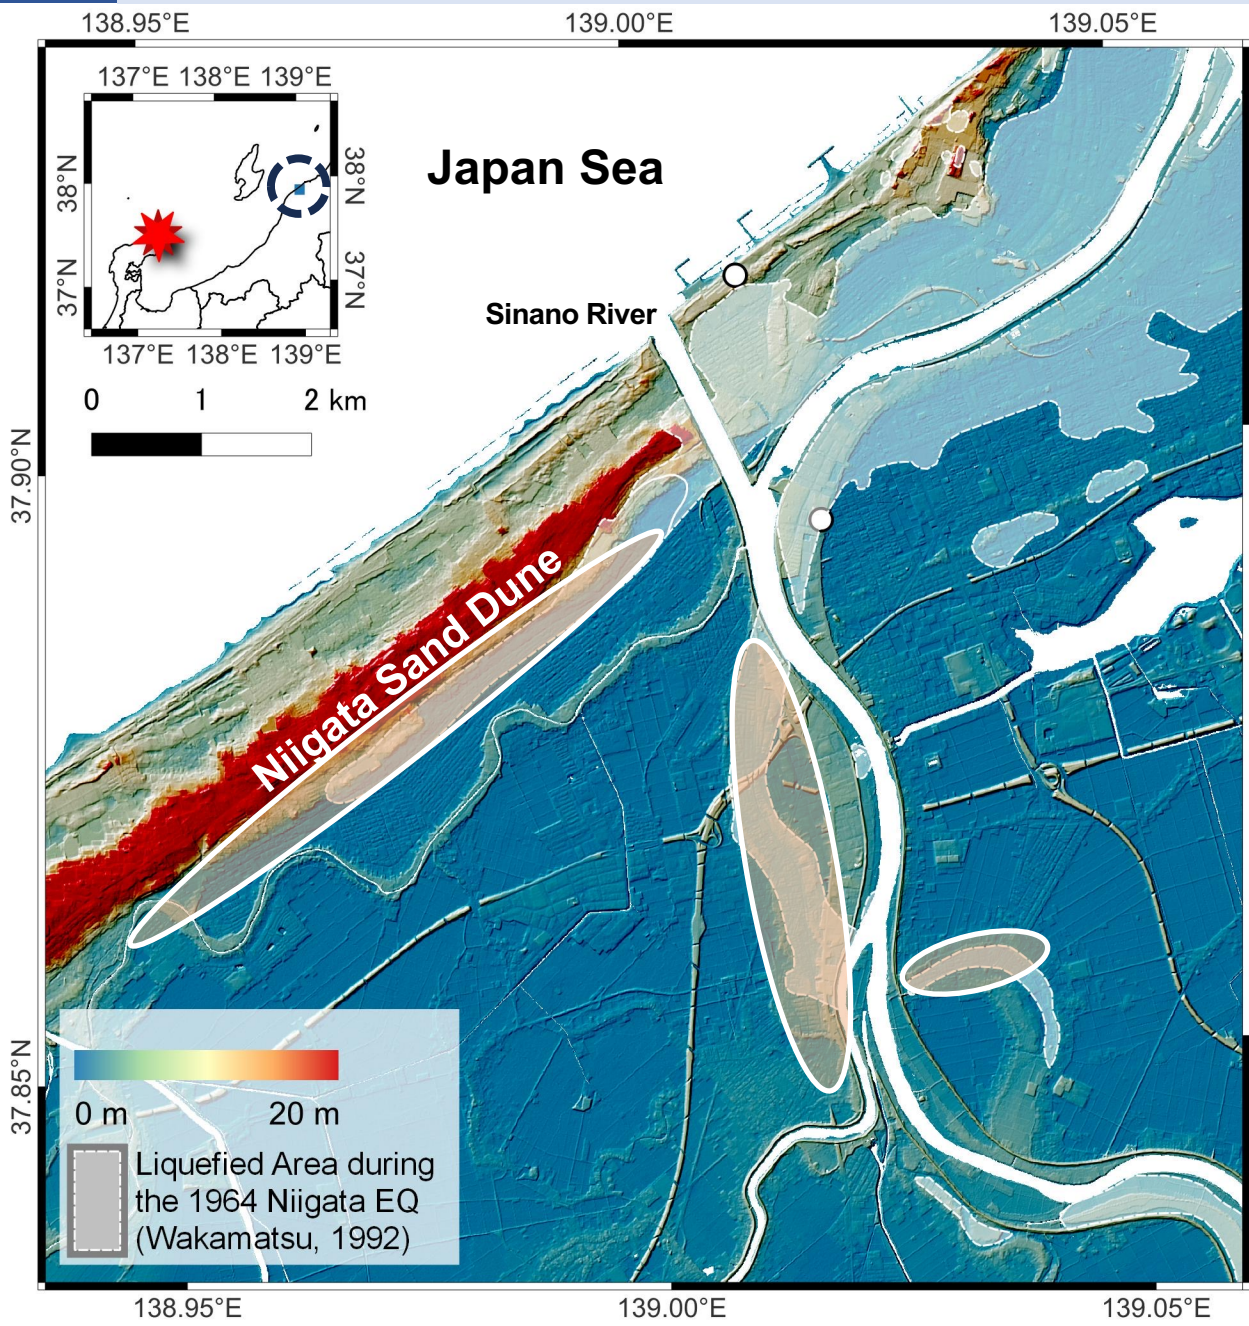 138.95°E
139.00°E
139.05°E
137°E 138°E 139°E
38°N
38°N
37°N
37°N
137°E 138°E 139°E
Japan Sea
Sinano River
0 1 2 km
37.90°N
Niigata Sand Dune
37.85°N
0 m 20 m
Liquefied Area during
the 1964 Niigata EQ
(Wakamatsu, 1992)
138.95°E
139.00°E
139.05°E